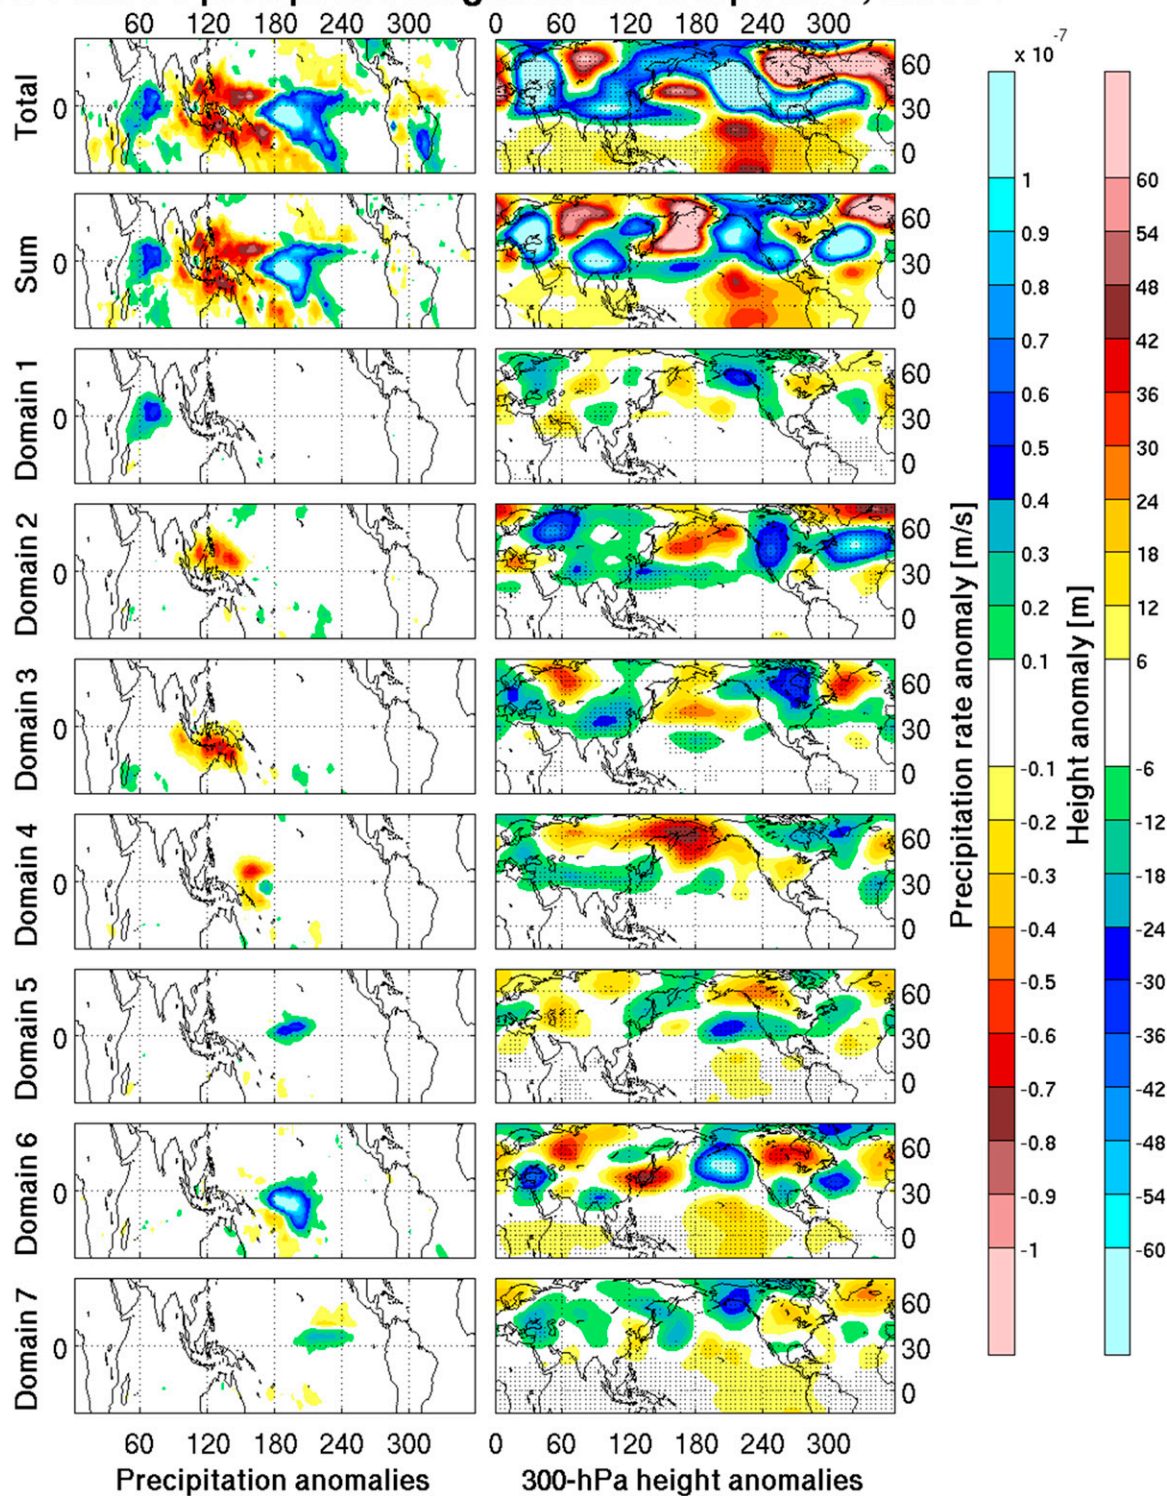 60 120 180 240 300 0 60 120 180 240 300
x 10 -7
Total 0 60 30 0
Sum 0 60 30 0
Domain 1 0 60 30 0
Domain 2 0 60 30 0
Domain 3 0 60 30 0
Domain 4 0 60 30 0
Domain 5 0 60 30 0
Domain 6 0 60 30 0
Domain 7 0 60 30 0
60 120 180 240 300 0 60 120 180 240 300
Precipitation anomalies 300-hPa height anomalies
Precipitation rate anomaly [m/s]
1
0.9
0.8
0.7
0.6
0.5
0.4
0.3
0.2
0.1
-0.1
-0.2
-0.3
-0.4
-0.5
-0.6
-0.7
-0.8
-0.9
-1
Height anomaly [m]
60
54
48
42
36
30
24
18
12
6
-6
-12
-18
-24
-30
-36
-42
-48
-54
-60